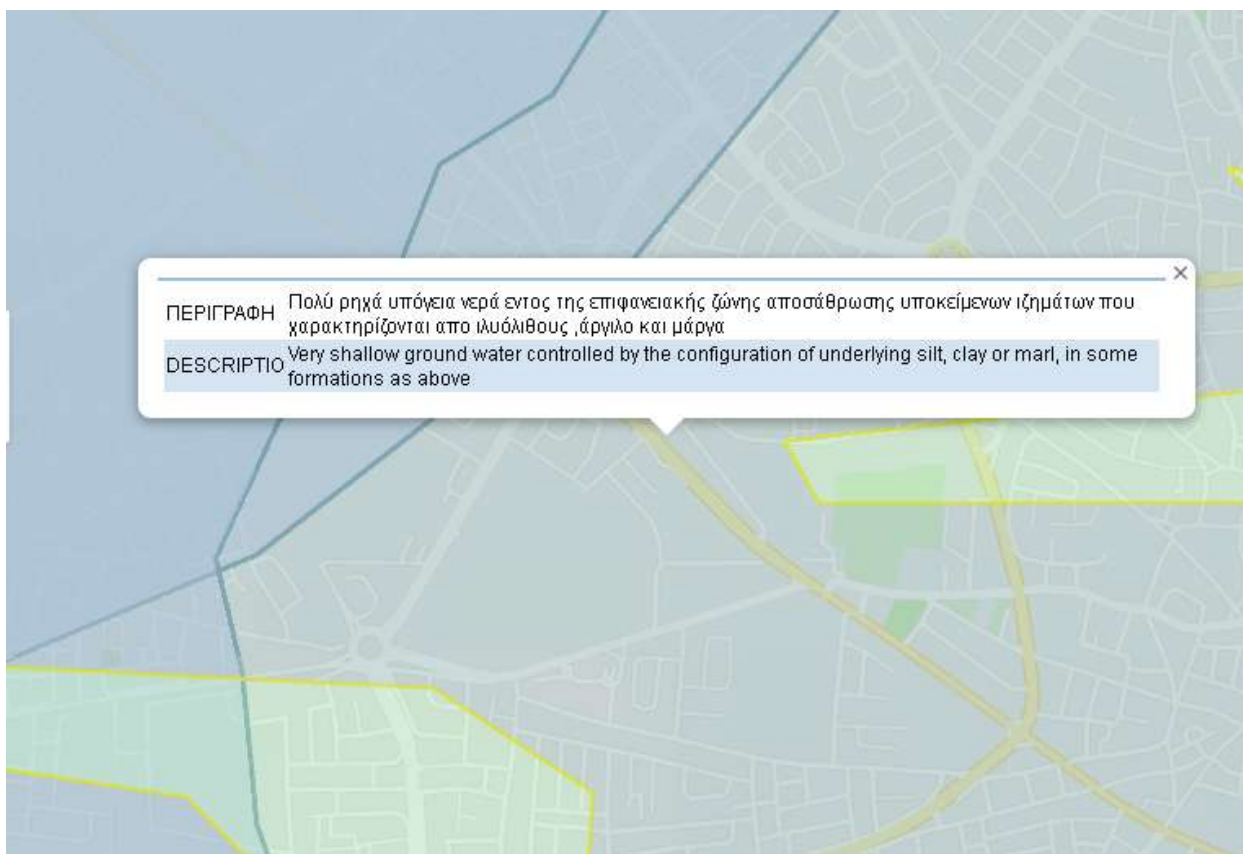 ΠΕΡΙΓΡΑΦΗ Πολύ ρηχά υπόγεια νερά εντος της επιφανειακής ζώνης αποσάθρωσης υποκείμενων ιζημάτων που
χαρακτηρίζονται απο ιλυόλιθους ,άργιλο και μάργα
DESCRIPTIO Very shallow ground water controlled by the configuration of underlying silt, clay or marl, in some
formations as above